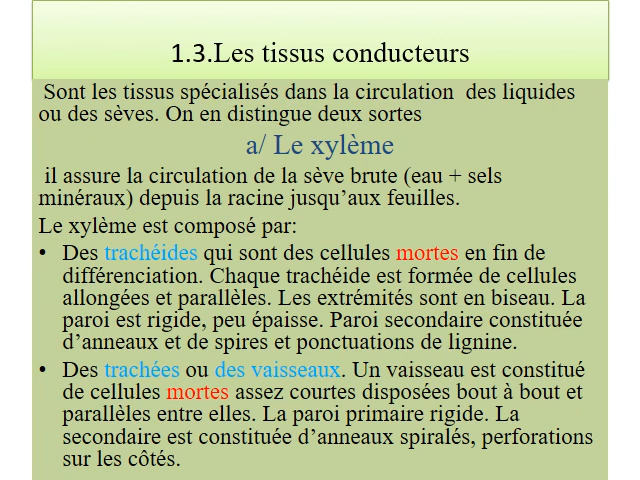 1.3.Les tissus conducteurs
Sont les tissus spécialisés dans la circulation des liquides
ou des sèves. On en distingue deux sortes
a/ Le xylème
il assure la circulation de la sève brute (eau + sels
minéraux) depuis la racine jusqu’aux feuilles.
Le xylème est composé par:
• Des trachéides qui sont des cellules mortes en fin de
différenciation. Chaque trachéide est formée de cellules
allongées et parallèles. Les extrémités sont en biseau. La
paroi est rigide, peu épaisse. Paroi secondaire constituée
d’anneaux et de spires et ponctuations de lignine.
• Des trachées ou des vaisseaux. Un vaisseau est constitué
de cellules mortes assez courtes disposées bout à bout et
parallèles entre elles. La paroi primaire rigide. La
secondaire est constituée d’anneaux spiralés, perforations
sur les côtés.